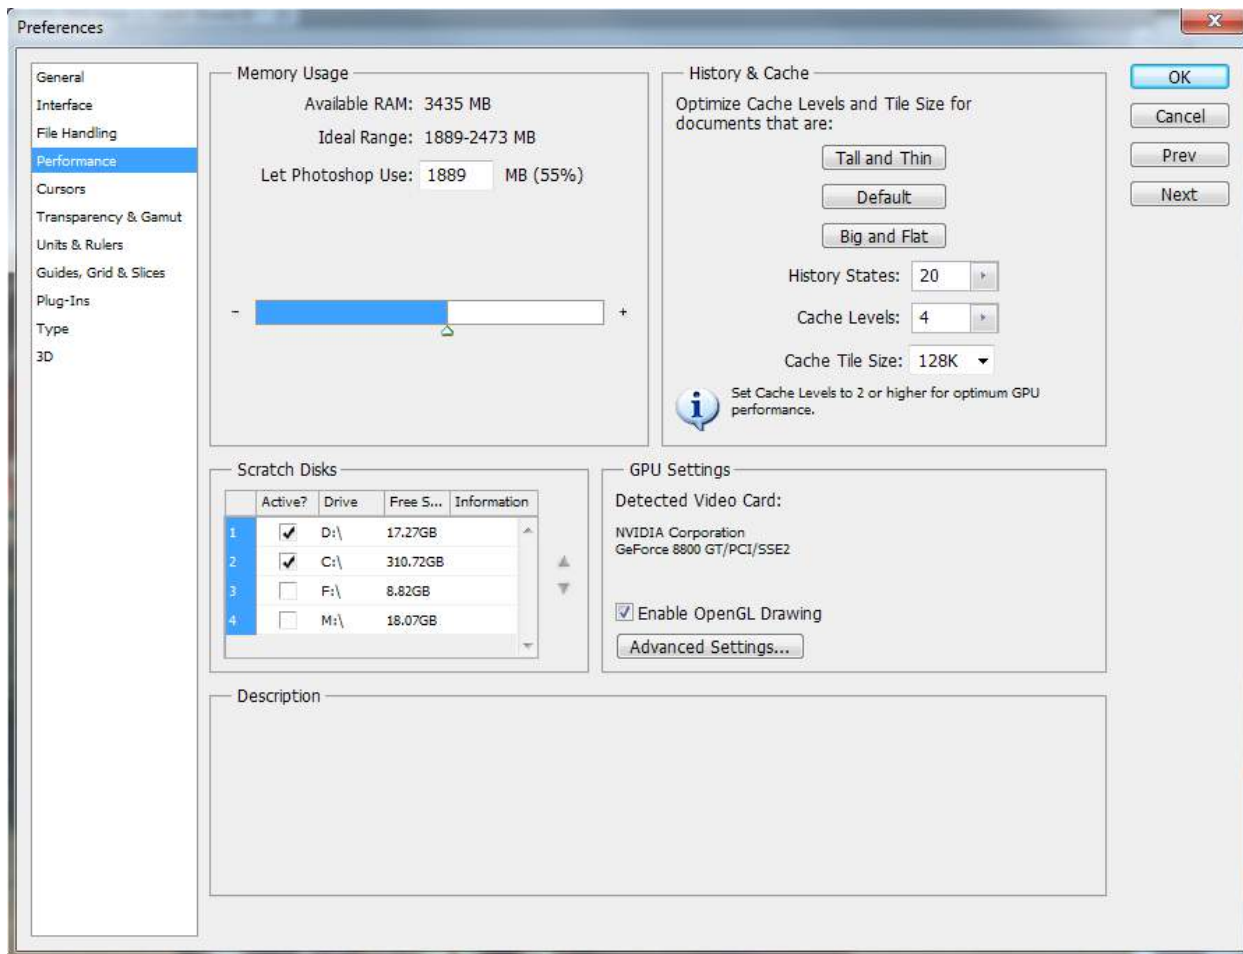 Preferences
General
Interface
File Handling
Performance
Cursors
Transparency & Gamut
Units & Rulers
Guides, Grid & Slices
Plug-Ins
Type
3D
Memory Usage
Available RAM: 3435 MB
Ideal Range: 1889-2473 MB
Let Photoshop Use: 1889 MB (55%)
- +
History & Cache
Optimize Cache Levels and Tile Size for
documents that are:
Tall and Thin
Default
Big and Flat
History States: 20
Cache Levels: 4
Cache Tile Size: 128K
Set Cache Levels to 2 or higher for optimum GPU
performance.
OK
Cancel
Prev
Next
Scratch Disks
Active? Drive Free S... Information
1 D:\ 17.27GB
2 C:\ 310.72GB
3 F:\ 8.82GB
4 M:\ 18.07GB
GPU Settings
Detected Video Card:
NVIDIA Corporation
GeForce 8800 GT/PCI/SSE2
Enable OpenGL Drawing
Advanced Settings...
Description